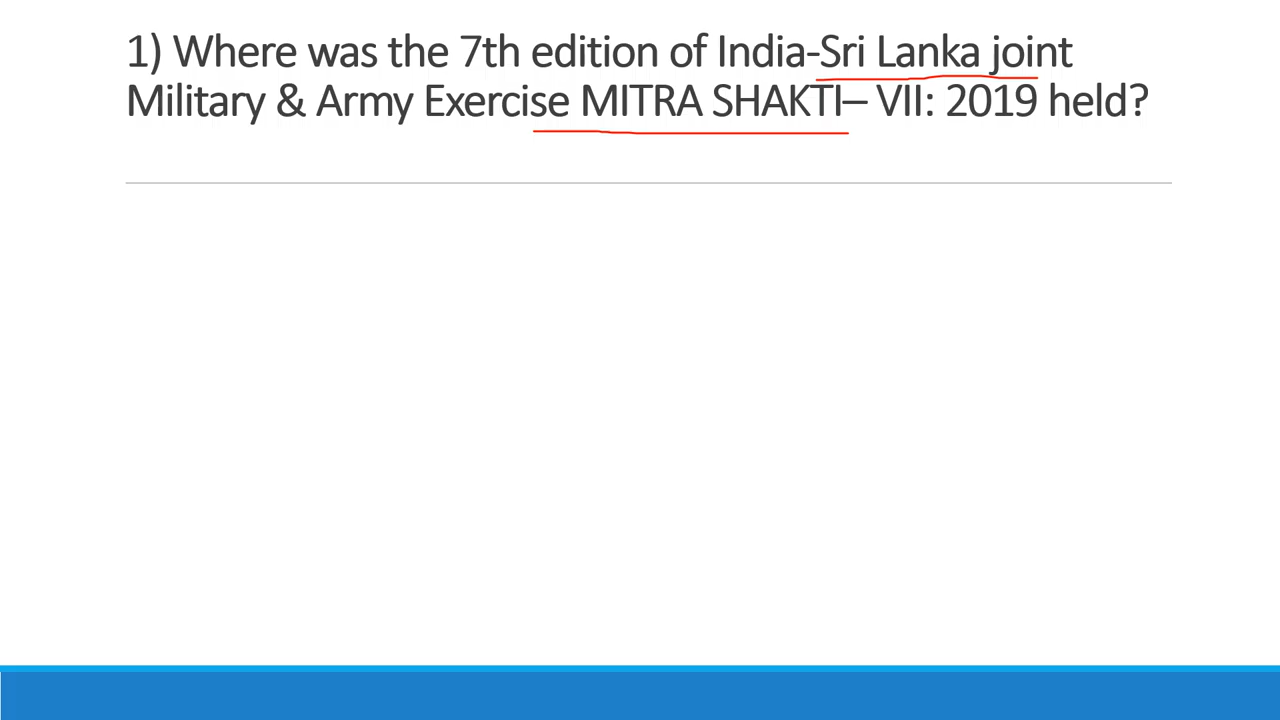 1) Where was the 7th edition of India-Sri Lanka joint
Military & Army Exercise MITRA SHAKTI– VII: 2019 held?